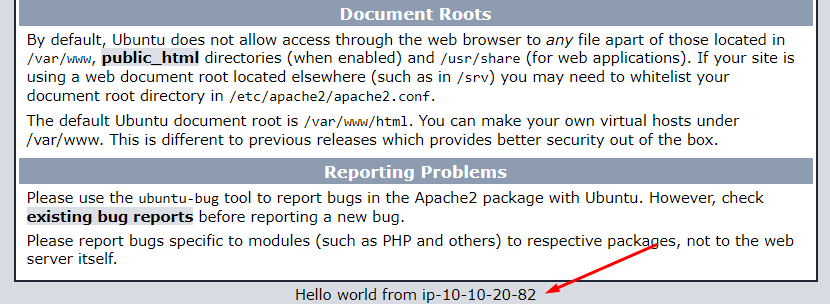 Document Roots
By default, Ubuntu does not allow access through the web browser to any file apart of those located in
/var/www, public_html directories (when enabled) and /usr/share (for web applications). If your site is
using a web document root located elsewhere (such as in /srv) you may need to whitelist your
document root directory in /etc/apache2/apache2.conf.
The default Ubuntu document root is /var/www/html. You can make your own virtual hosts under
/var/www. This is different to previous releases which provides better security out of the box.
Reporting Problems
Please use the ubuntu-bug tool to report bugs in the Apache2 package with Ubuntu. However, check
existing bug reports before reporting a new bug.
Please report bugs specific to modules (such as PHP and others) to respective packages, not to the web
server itself.
Hello world from ip-10-10-20-82